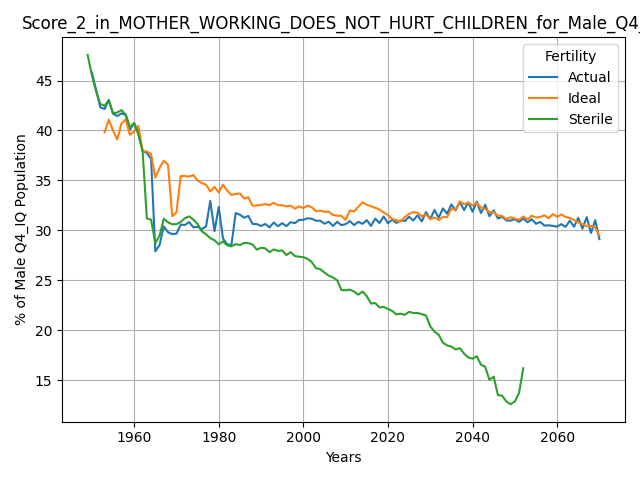 Score_2_in_MOTHER_WORKING_DOES_NOT_HURT_CHILDREN_for_Male_Q4_
Fertility
Actual
Ideal
Sterile
% of Male Q4_IQ Population
45
40
35
30
25
20
15
1960 1980 2000 2020 2040 2060
Years